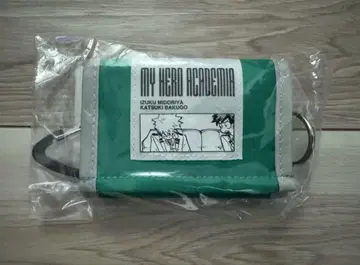 MY HERO ACADEMIA
IZUKU MIDORIYA
KATSUKI BAKUGO